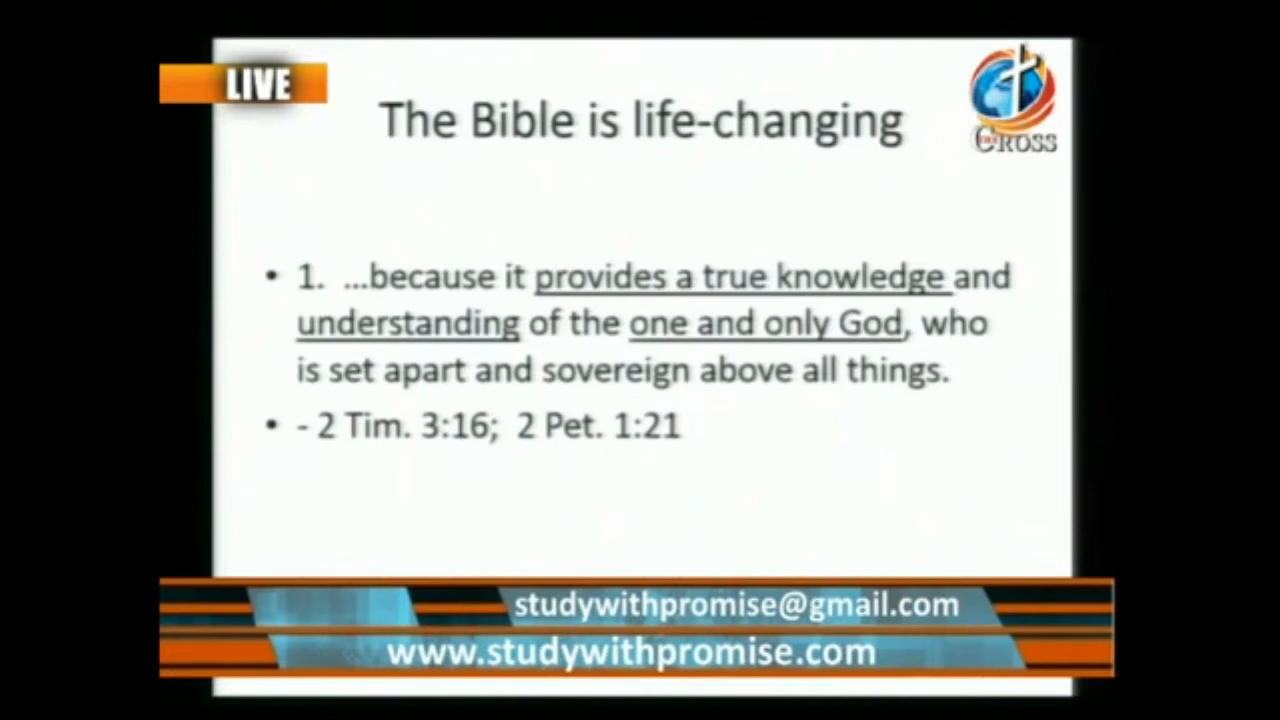 LIVE
The Bible is life-changing
THE CROSS
• 1. ...because it provides a true knowledge and
understanding of the one and only God, who
is set apart and sovereign above all things.
• - 2 Tim. 3:16; 2 Pet. 1:21
studywithpromise@gmail.com
www.studywithpromise.com